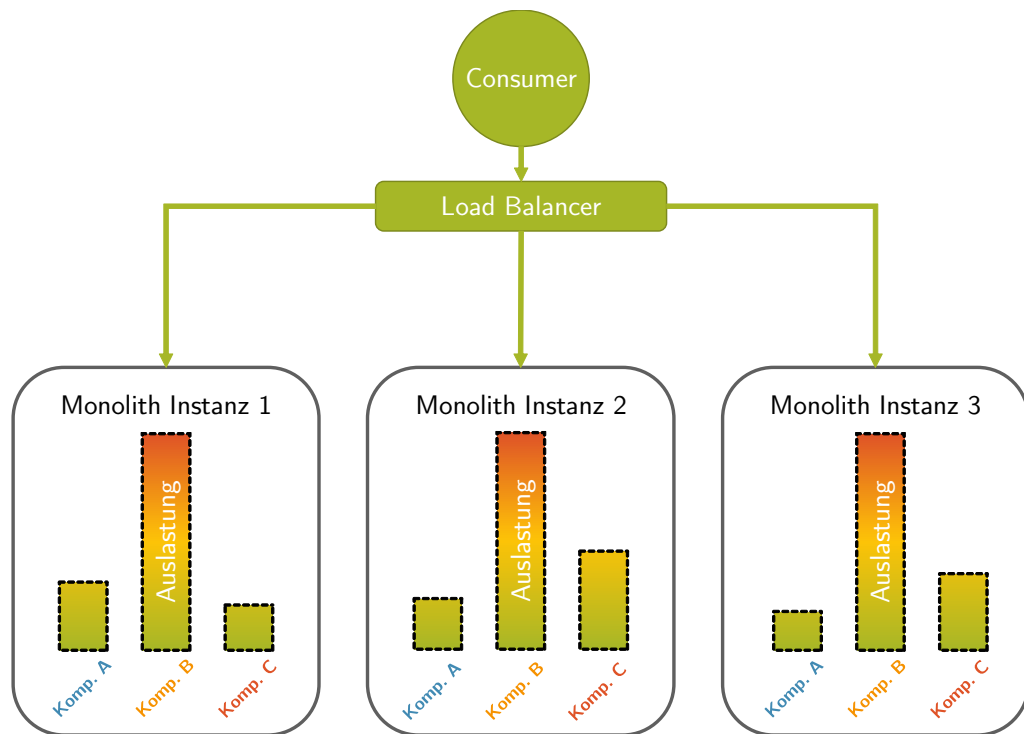 Consumer
Load Balancer
Monolith Instanz 1
Auslastung
Komp. A
Komp. B
Komp. C
Monolith Instanz 2
Auslastung
Komp. A
Komp. B
Komp. C
Monolith Instanz 3
Auslastung
Komp. A
Komp. B
Komp. C